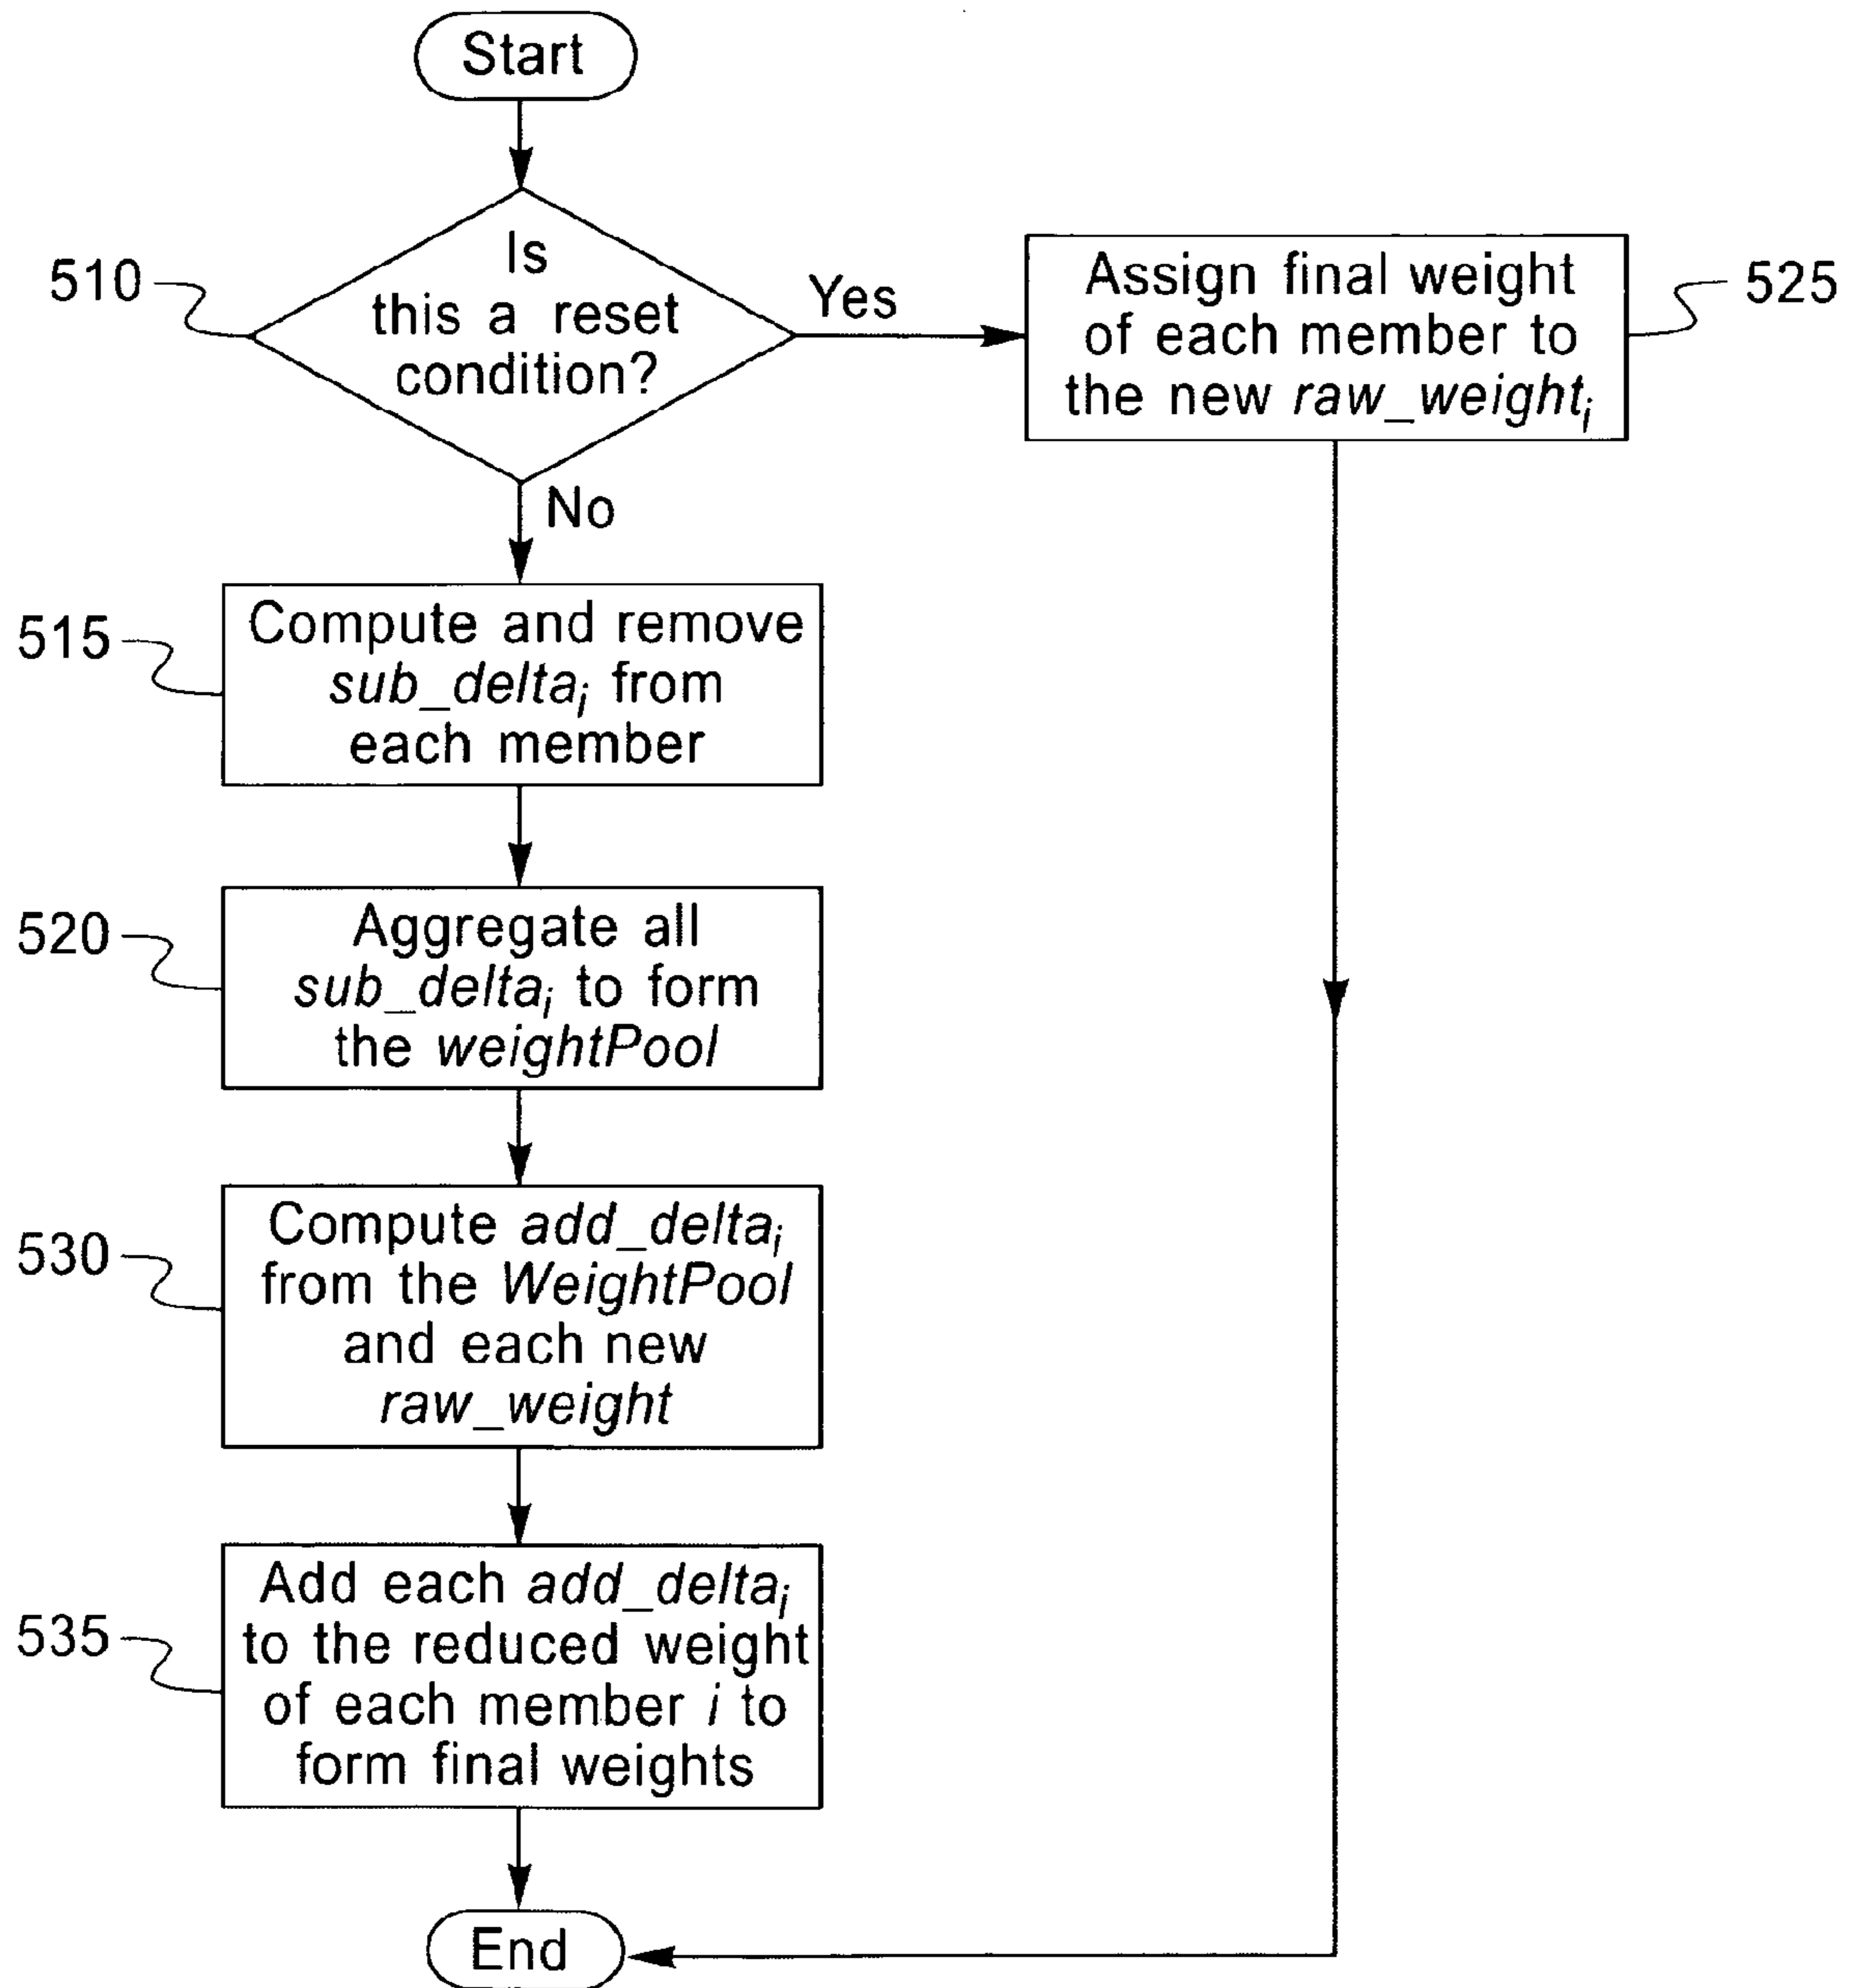 Start
510
Is
this a reset
condition?
Yes
Assign final weight
of each member to
the new raw_weightᵢ
525
No
515
Compute and remove
sub_deltaᵢ from
each member
520
Aggregate all
sub_deltaᵢ to form
the weightPool
530
Compute add_deltaᵢ
from the WeightPool
and each new
raw_weight
535
Add each add_deltaᵢ
to the reduced weight
of each member i to
form final weights
End